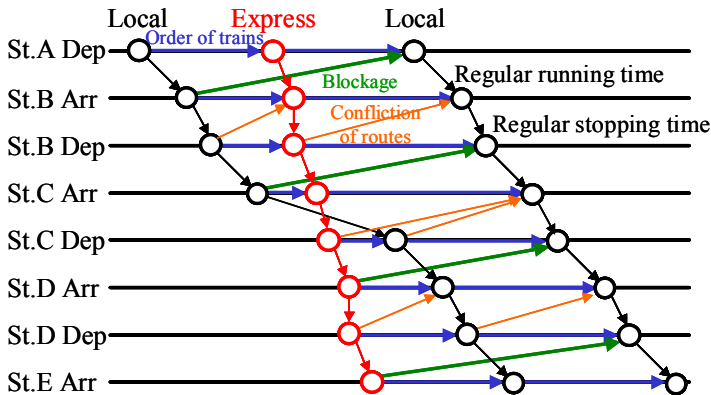 Local Express Local
Order of trains
St.A Dep
Blockage
Regular running time
St.B Arr
Confliction
of routes
Regular stopping time
St.B Dep
St.C Arr
St.C Dep
St.D Arr
St.D Dep
St.E Arr